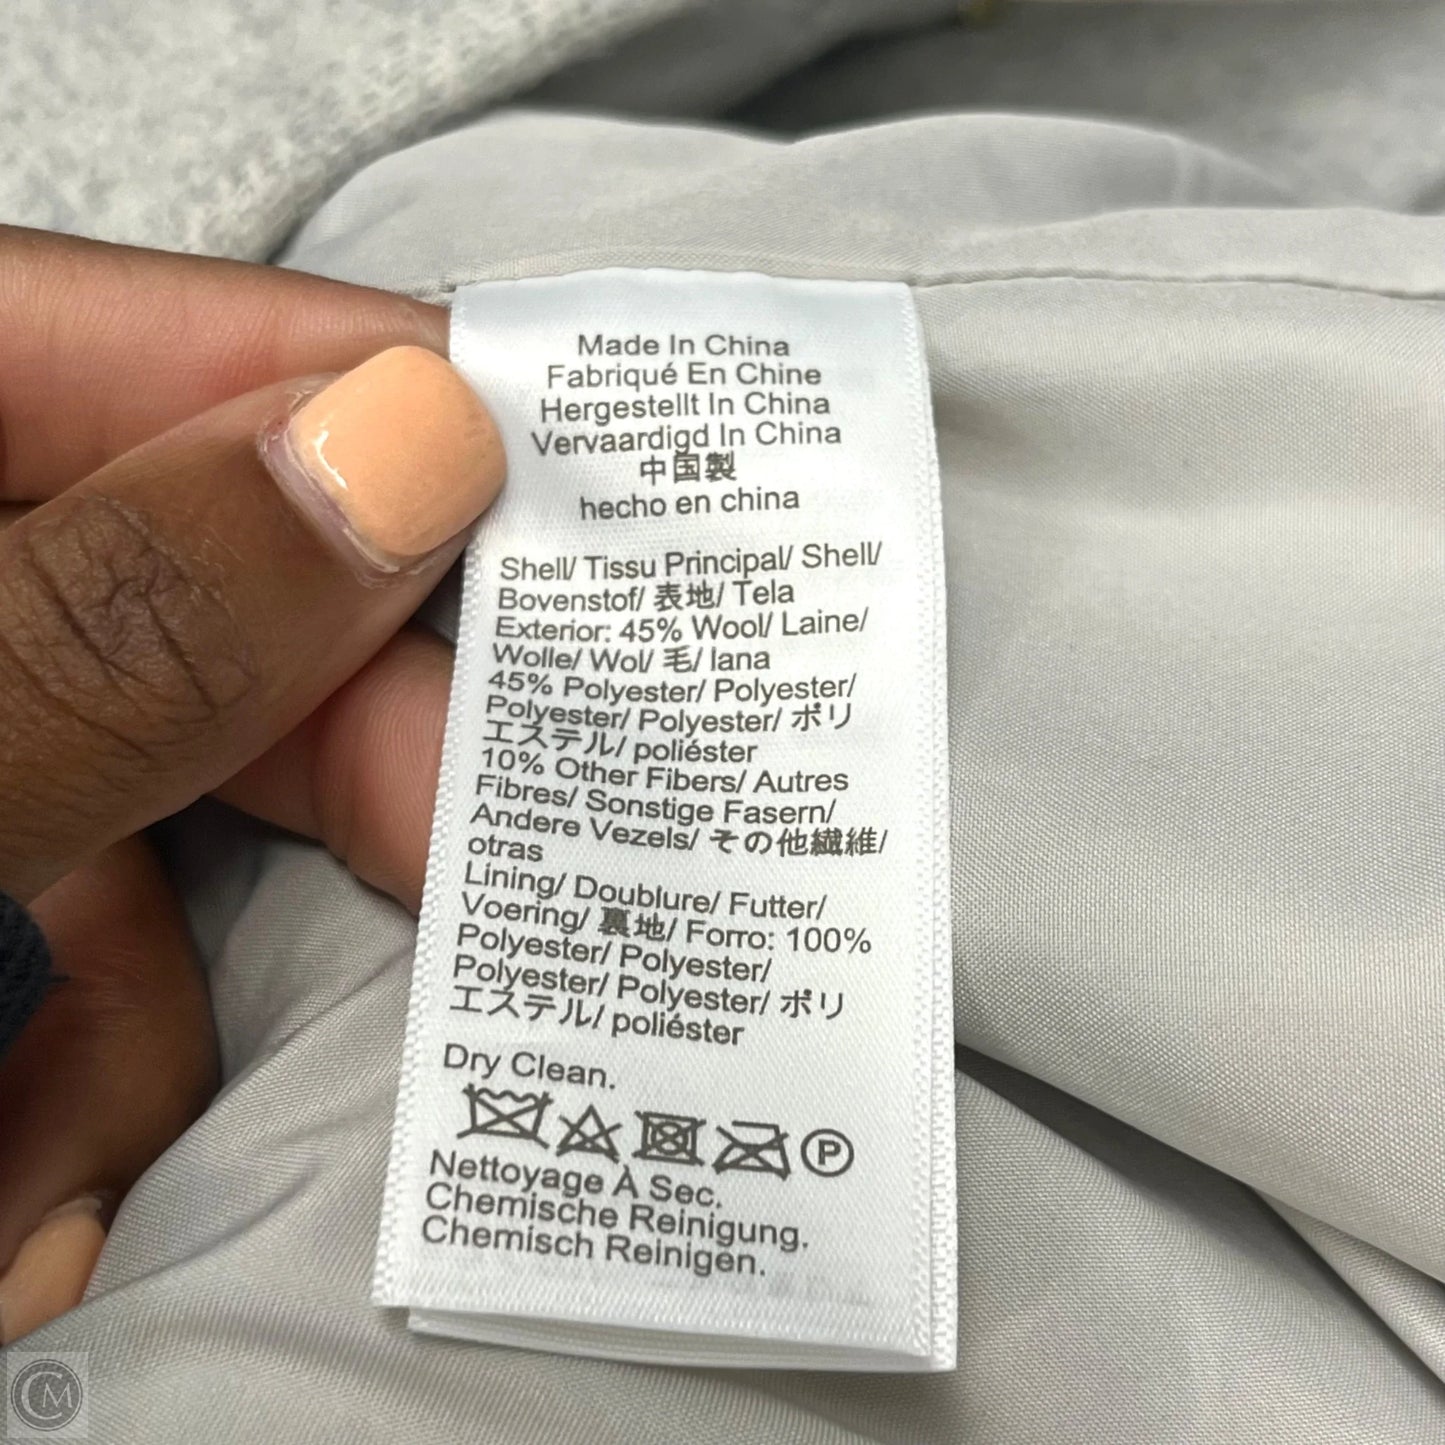 Made In China
Fabriqué En Chine
Hergestellt In China
Vervaardigd In China
中国製
hecho en china
Shell/ Tissu Principal/ Shell/
Bovenstof/ 表地/ Tela
Exterior: 45% Wool/ Laine/
Wolle/ Wol/ 毛/ lana
45% Polyester/ Polyester/
Polyester/ Polyester/ ポリ
エステル/ poliéster
10% Other Fibers/ Autres
Fibres/ Sonstige Fasern/
Andere Vezels/ その他繊維/
otras
Lining/ Doublure/ Futter/
Voering/ 裏地/ Forro: 100%
Polyester/ Polyester/
Polyester/ Polyester/ ポリ
エステル/ poliéster
Dry Clean.
P
Nettoyage À Sec.
Chemische Reinigung.
Chemisch Reinigen.
CM